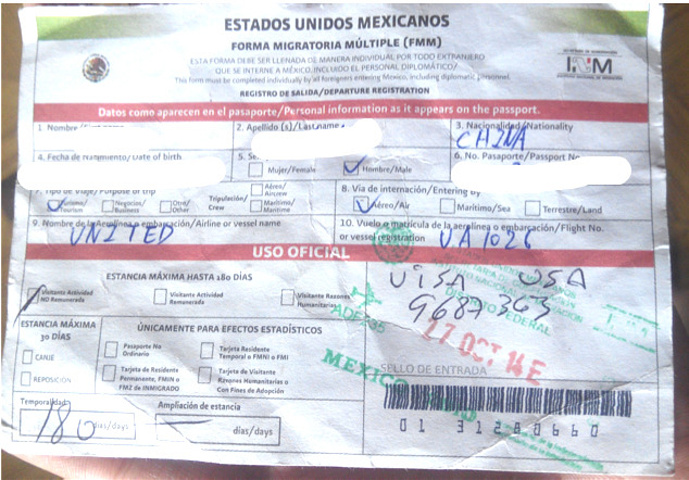 ESTADOS UNIDOS MEXICANOS
FORMA MIGRATORIA MÚLTIPLE (FMM)
ESTA FORMA DEBE SER LLENADA DE MANERA INDIVIDUAL POR TODO EXTRANJERO
QUE SE INTERNE A MÉXICO, INCLUIDO EL PERSONAL DIPLOMÁTICO/
This form must be completed individually by all foreigners entering Mexico, including diplomatic personnel.
INM
REGISTRO DE SALIDA/DEPARTURE REGISTRATION
Datos como aparecen en el pasaporte/Personal information as it appears on the passport.
1. Nombre
2. Apellido (s)/Last name
3. Nacionalidad/Nationality
CHINA
4. Fecha de Nacimiento/Date of birth
5.
Mujer/Female
Hombre/Male
6. No. Pasaporte/Passport
7. Tipo de viaje/Purpose of trip
Turismo/Tourism
Negocios/Business
Otro/Other
Tripulación/Crew
Aéreo/Aircrew
Marítimo/Maritime
8. Vía de internación/Entering by
Aéreo/Air
Marítimo/Sea
Terrestre/Land
9. Nombre de la Aerolínea o embarcación/Airline or vessel name
UNITED
10. Vuelo o matrícula de la aerolínea o embarcación/Flight No.
or vessel registration
UA1026
USO OFICIAL
ESTANCIA MÁXIMA HASTA 180 DÍAS
Visitante Actividad
NO Remunerada
Visitante Actividad
Remunerada
Visitante Razones
Humanitarias
VISA USA
9687363
DISTRITO FEDERAL
27 OCT 14 E
MEXICO
ESTANCIA MÁXIMA
30 DÍAS
CANJE
REPOSICIÓN
ÚNICAMENTE PARA EFECTOS ESTADÍSTICOS
Pasaporte No
Ordinario
Tarjeta Residente
Temporal o FMN1 o FMI
Tarjeta de Residente
Permanente, FMIN o
FM2 de INMIGRADO
Tarjeta de Visitante
Razones Humanitarias o
Con Fines de Adopción
SELLO DE ENTRADA
Temporalidad
180 días/days
Ampliación de estancia
días/days